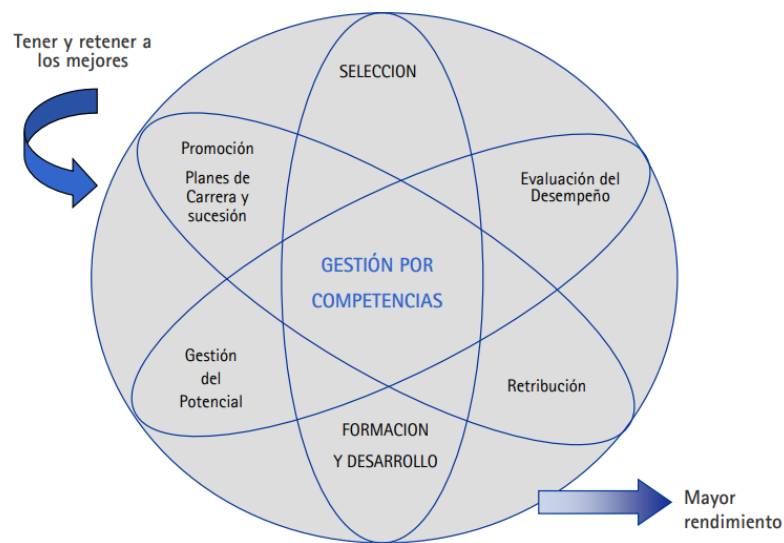 Tener y retener a
los mejores
SELECCION
Promoción
Planes de
Carrera y
sucesión
Evaluación del
Desempeño
GESTIÓN POR
COMPETENCIAS
Gestión
del
Potencial
Retribución
FORMACION
Y DESARROLLO
Mayor
rendimiento